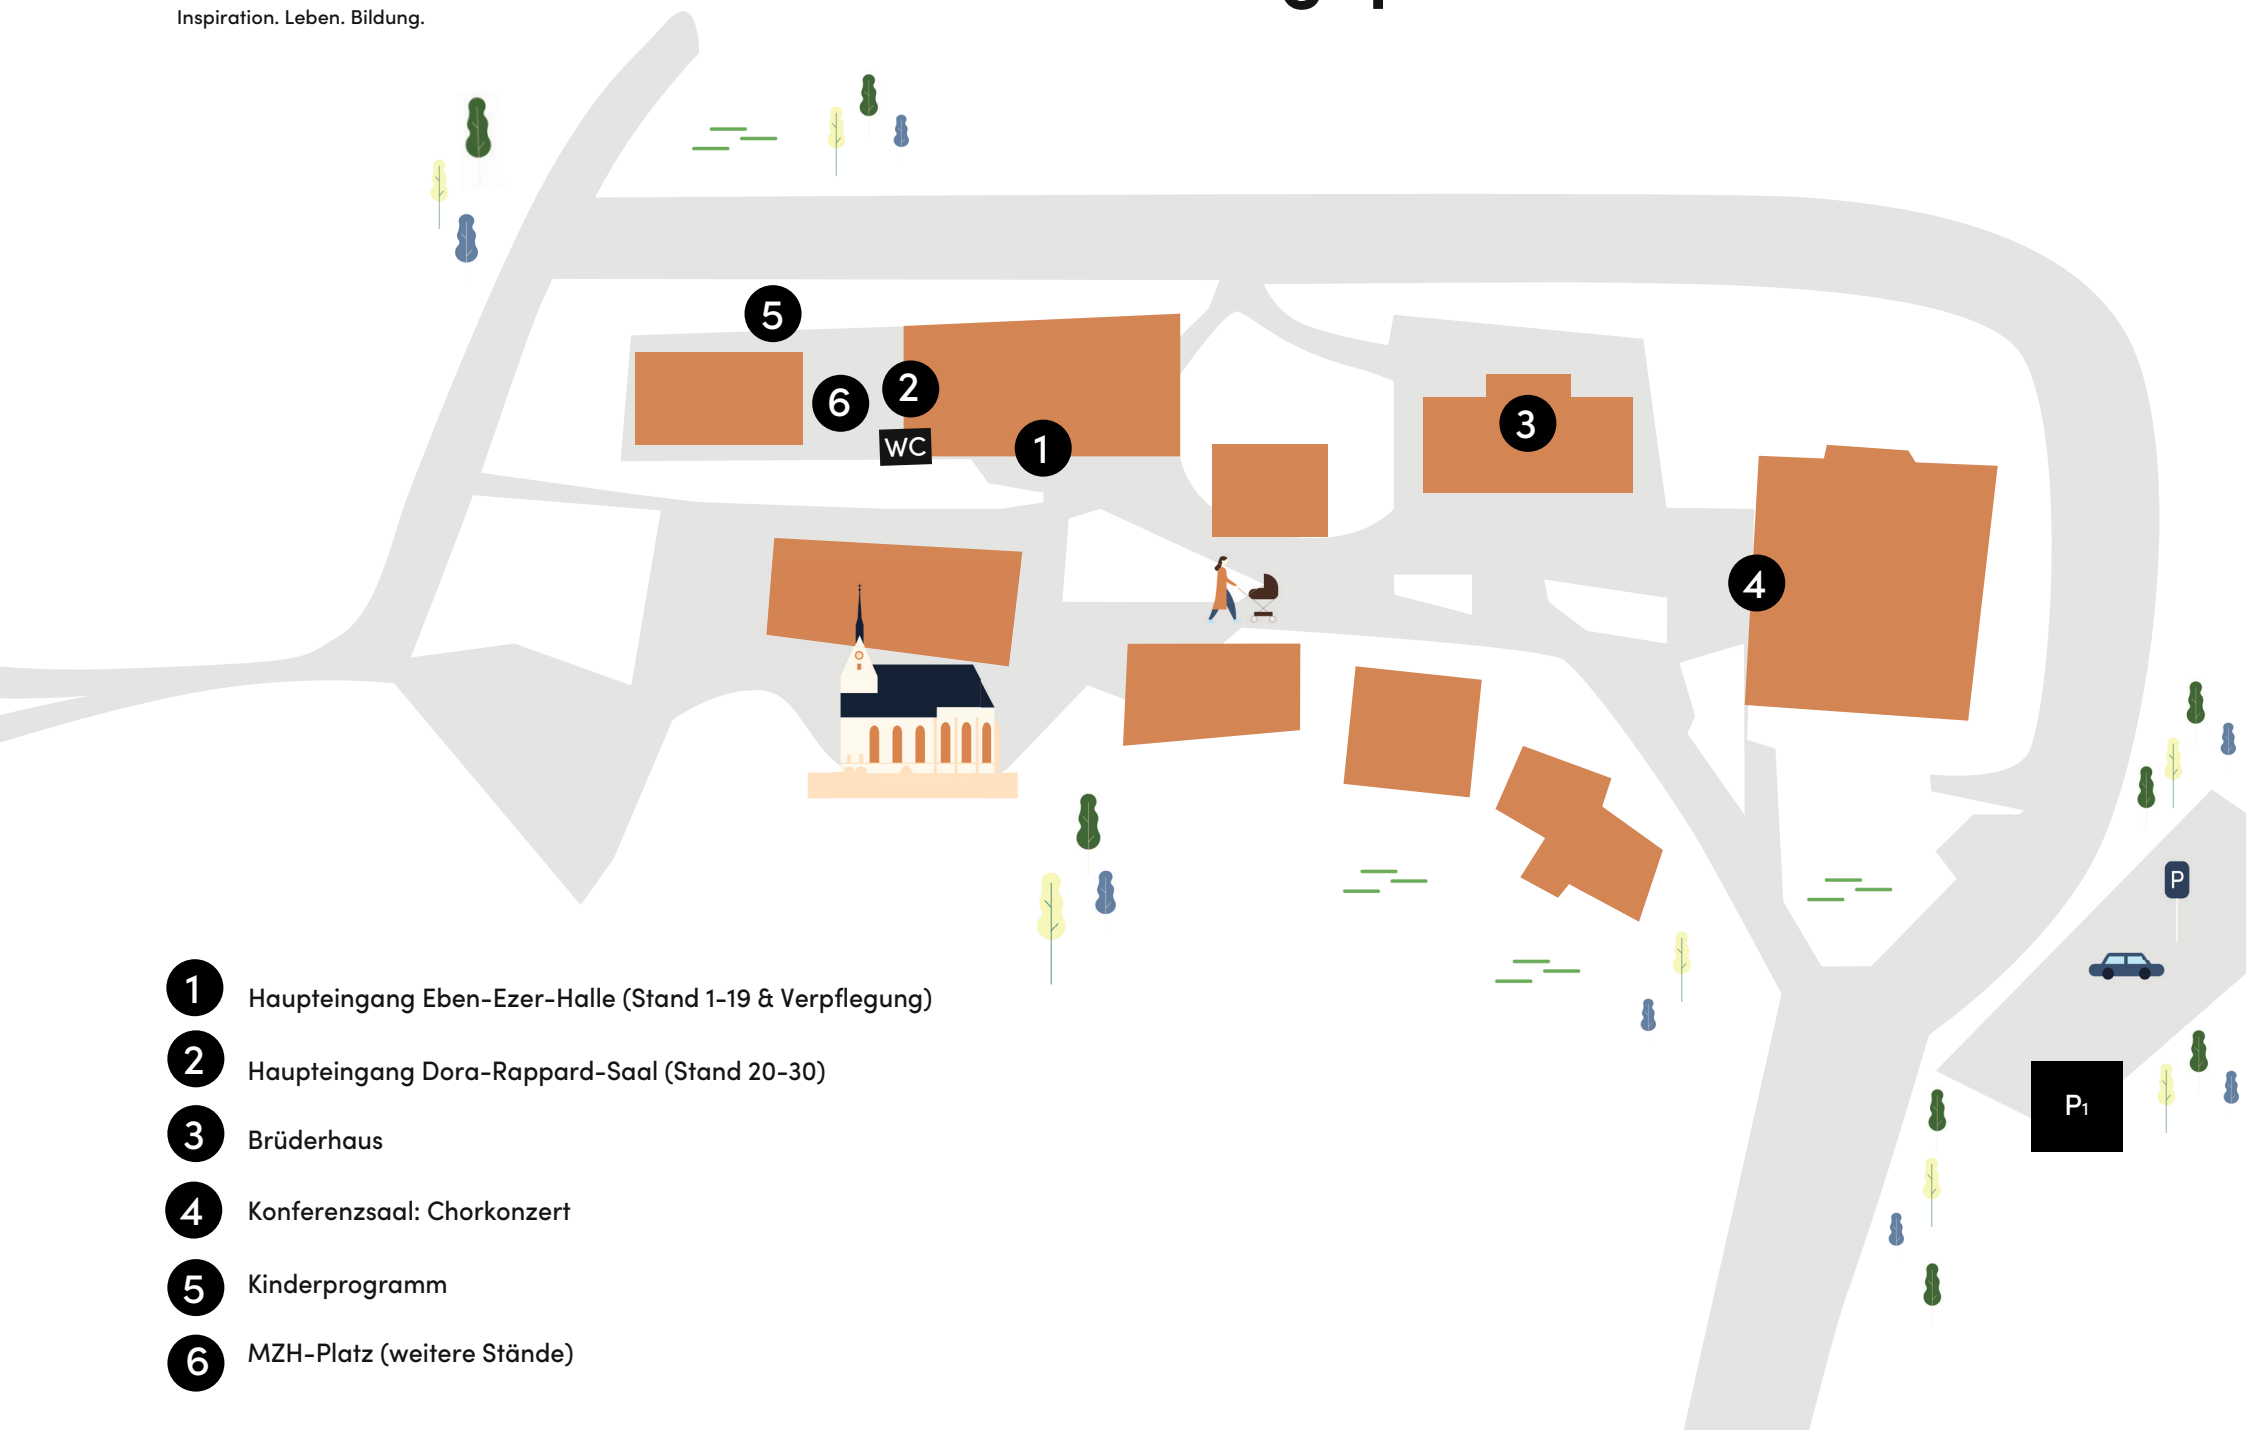 Inspiration. Leben. Bildung.
5
6
2
WC
1
3
4
P
P1
1 Haupteingang Eben-Ezer-Halle (Stand 1-19 & Verpflegung)
2 Haupteingang Dora-Rappard-Saal (Stand 20-30)
3 Brüderhaus
4 Konferenzsaal: Chorkonzert
5 Kinderprogramm
6 MZH-Platz (weitere Stände)